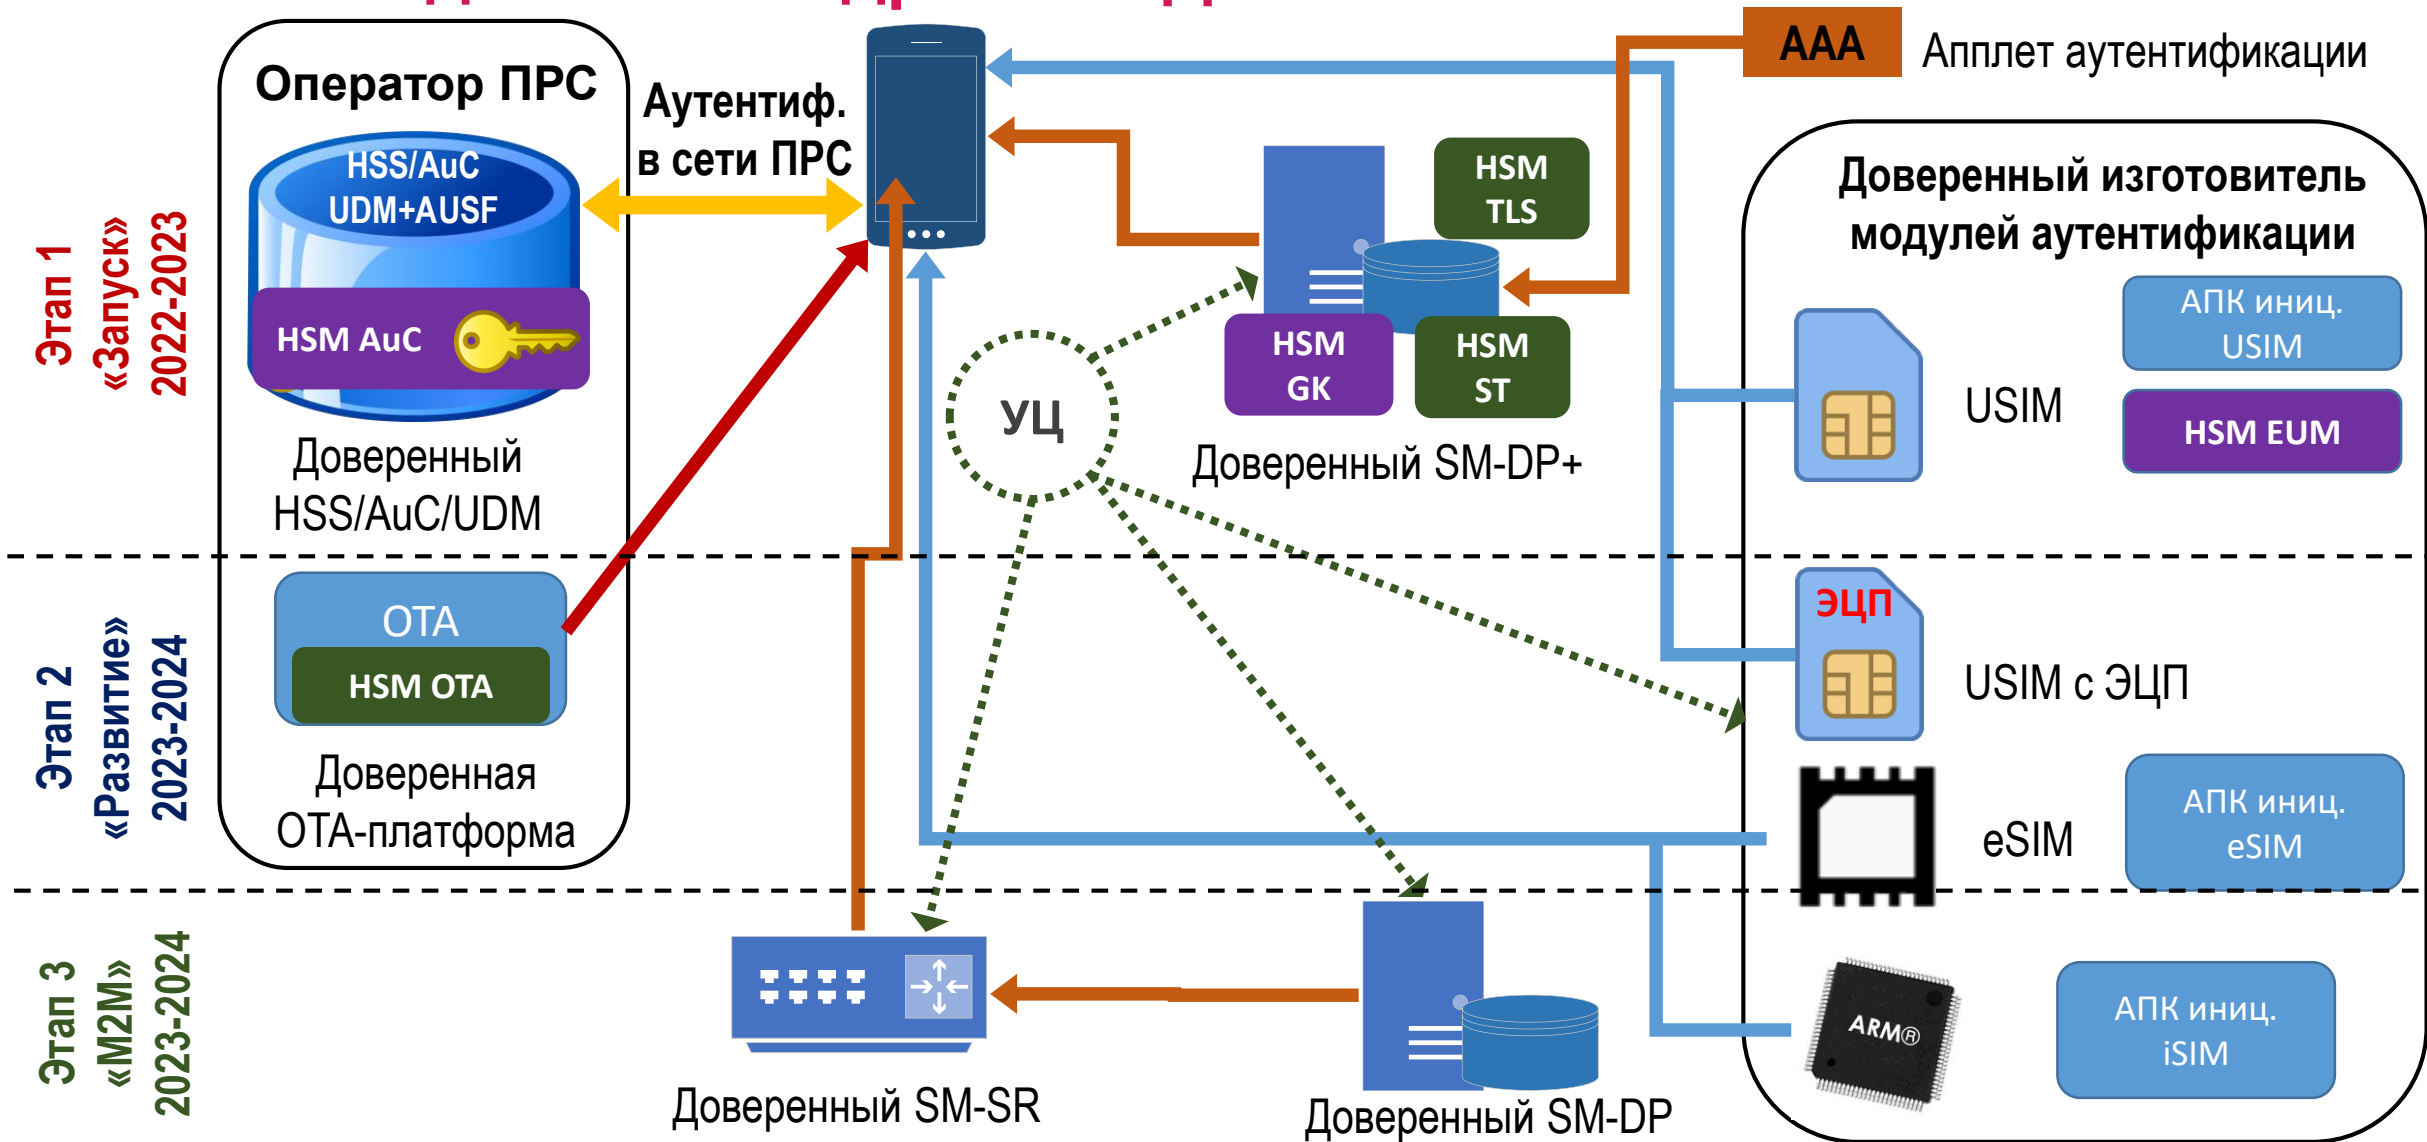 ААА
Апплет аутентификации
Оператор ПРС
Аутентиф.
в сети ПРС
HSS/AuC
UDM+AUSF
HSM AuC
Доверенный
HSS/AuC/UDM
Этап 1
«Запуск»
2022-2023
HSM
TLS
HSM
GK
HSM
ST
Доверенный SM-DP+
УЦ
Доверенный изготовитель
модулей аутентификации
USIM
АПК иниц.
USIM
HSM EUM
Этап 2
«Развитие»
2023-2024
OTA
HSM OTA
Доверенная
ОТА-платформа
ЭЦП
USIM с ЭЦП
eSIM
АПК иниц.
eSIM
Этап 3
«M2M»
2023-2024
Доверенный SM-SR
Доверенный SM-DP
ARM®
АПК иниц.
iSIM